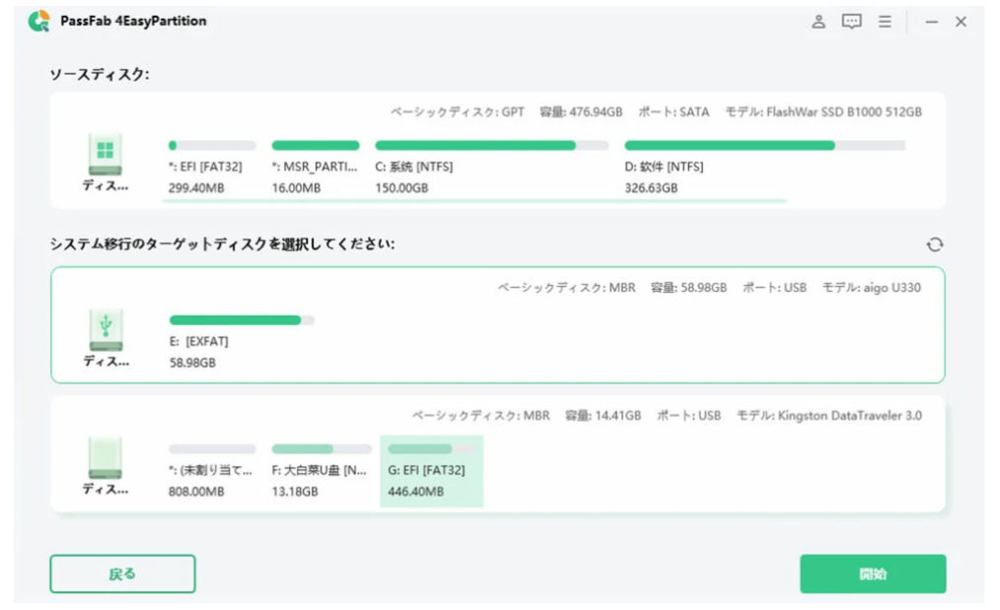 PassFab 4EasyPartition
ソースディスク:
ベーシックディスク: GPT 容量: 476.94GB ポート: SATA モデル: FlashWar SSD B1000 512GB
ディス...
*: EFI [FAT32]
299.40MB
*: MSR_PARTI...
16.00MB
C: 系统 [NTFS]
150.00GB
D: 软件 [NTFS]
326.63GB
システム移行のターゲットディスクを選択してください:
ベーシックディスク: MBR 容量: 58.98GB ポート: USB モデル: aigo U330
ディス...
E: [EXFAT]
58.98GB
ベーシックディスク: MBR 容量: 14.41GB ポート: USB モデル: Kingston DataTraveler 3.0
ディス...
*: (未割り当て...
808.00MB
F: 大白菜U盘 [N...
13.18GB
G: EFI [FAT32]
446.40MB
戻る
開始